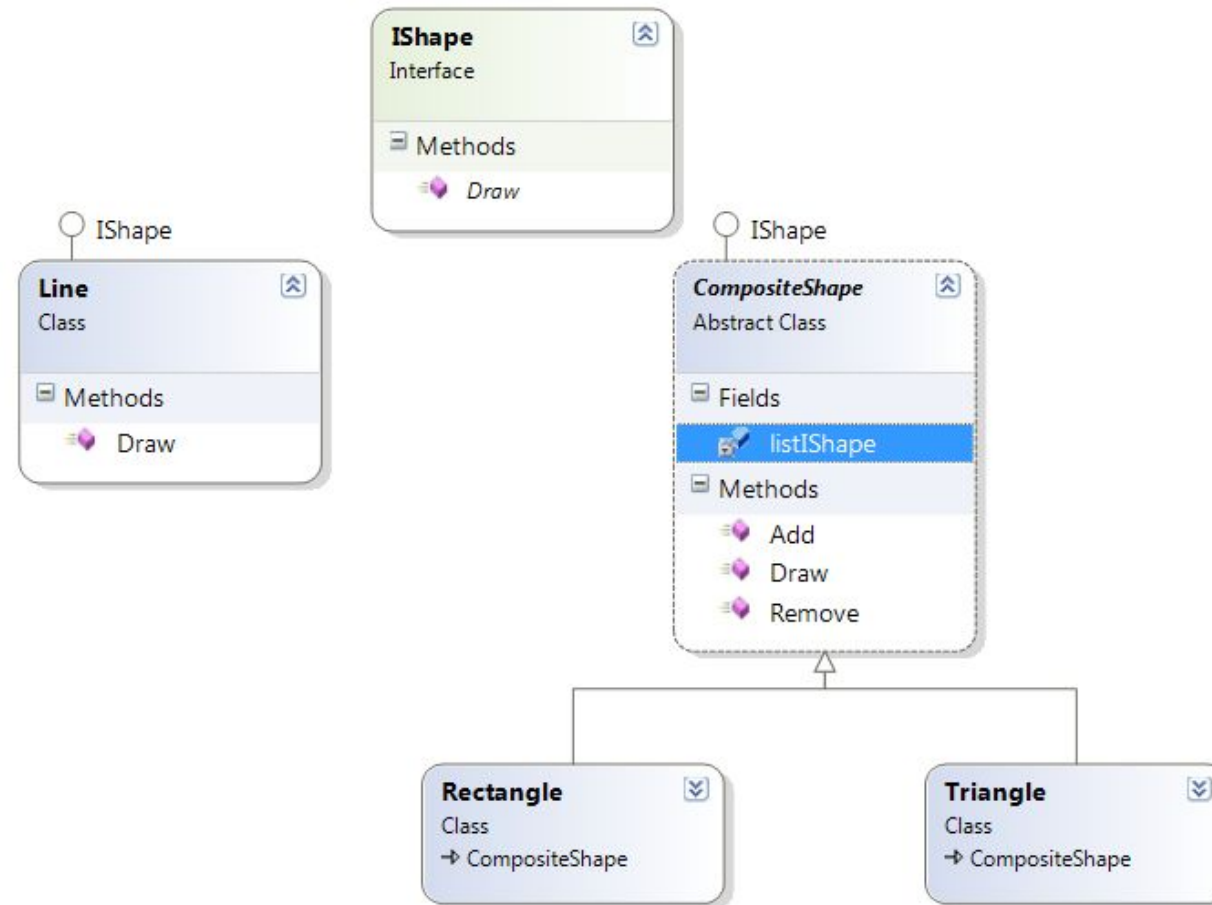 IShape
Interface
Methods
Draw
IShape
Line
Class
Methods
Draw
IShape
CompositeShape
Abstract Class
Fields
listIShape
Methods
Add
Draw
Remove
Rectangle
Class
CompositeShape
Triangle
Class
CompositeShape